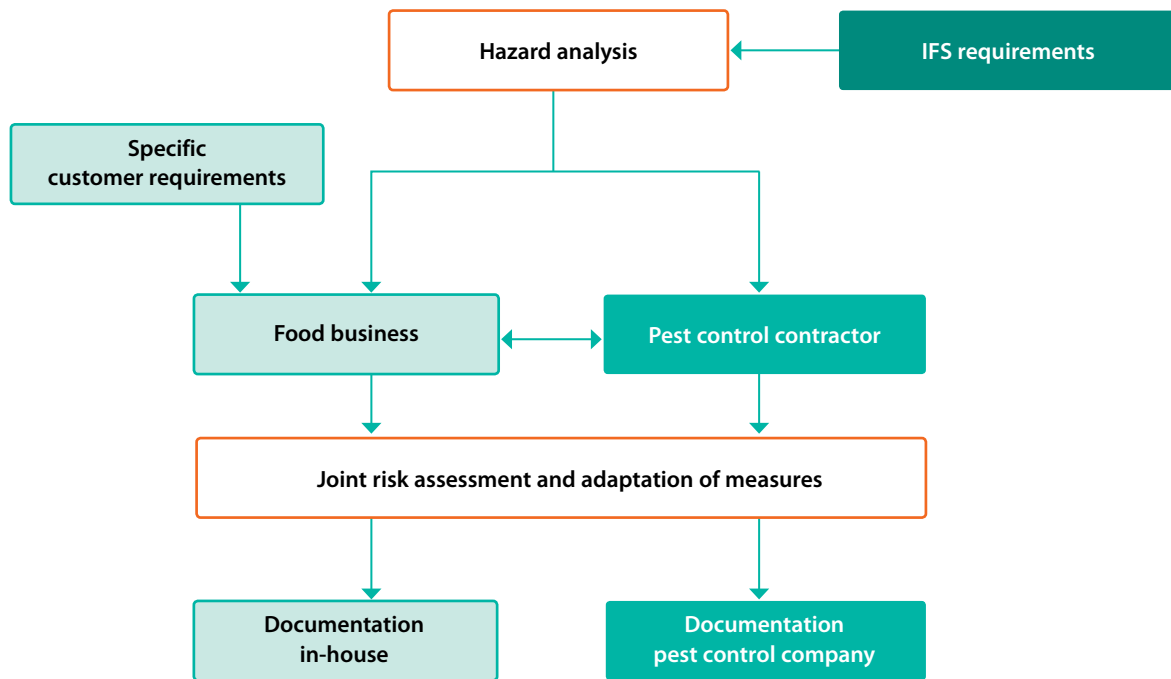 Hazard analysis
IFS requirements
Specific
customer requirements
Food business
Pest control contractor
Joint risk assessment and adaptation of measures
Documentation
in-house
Documentation
pest control company